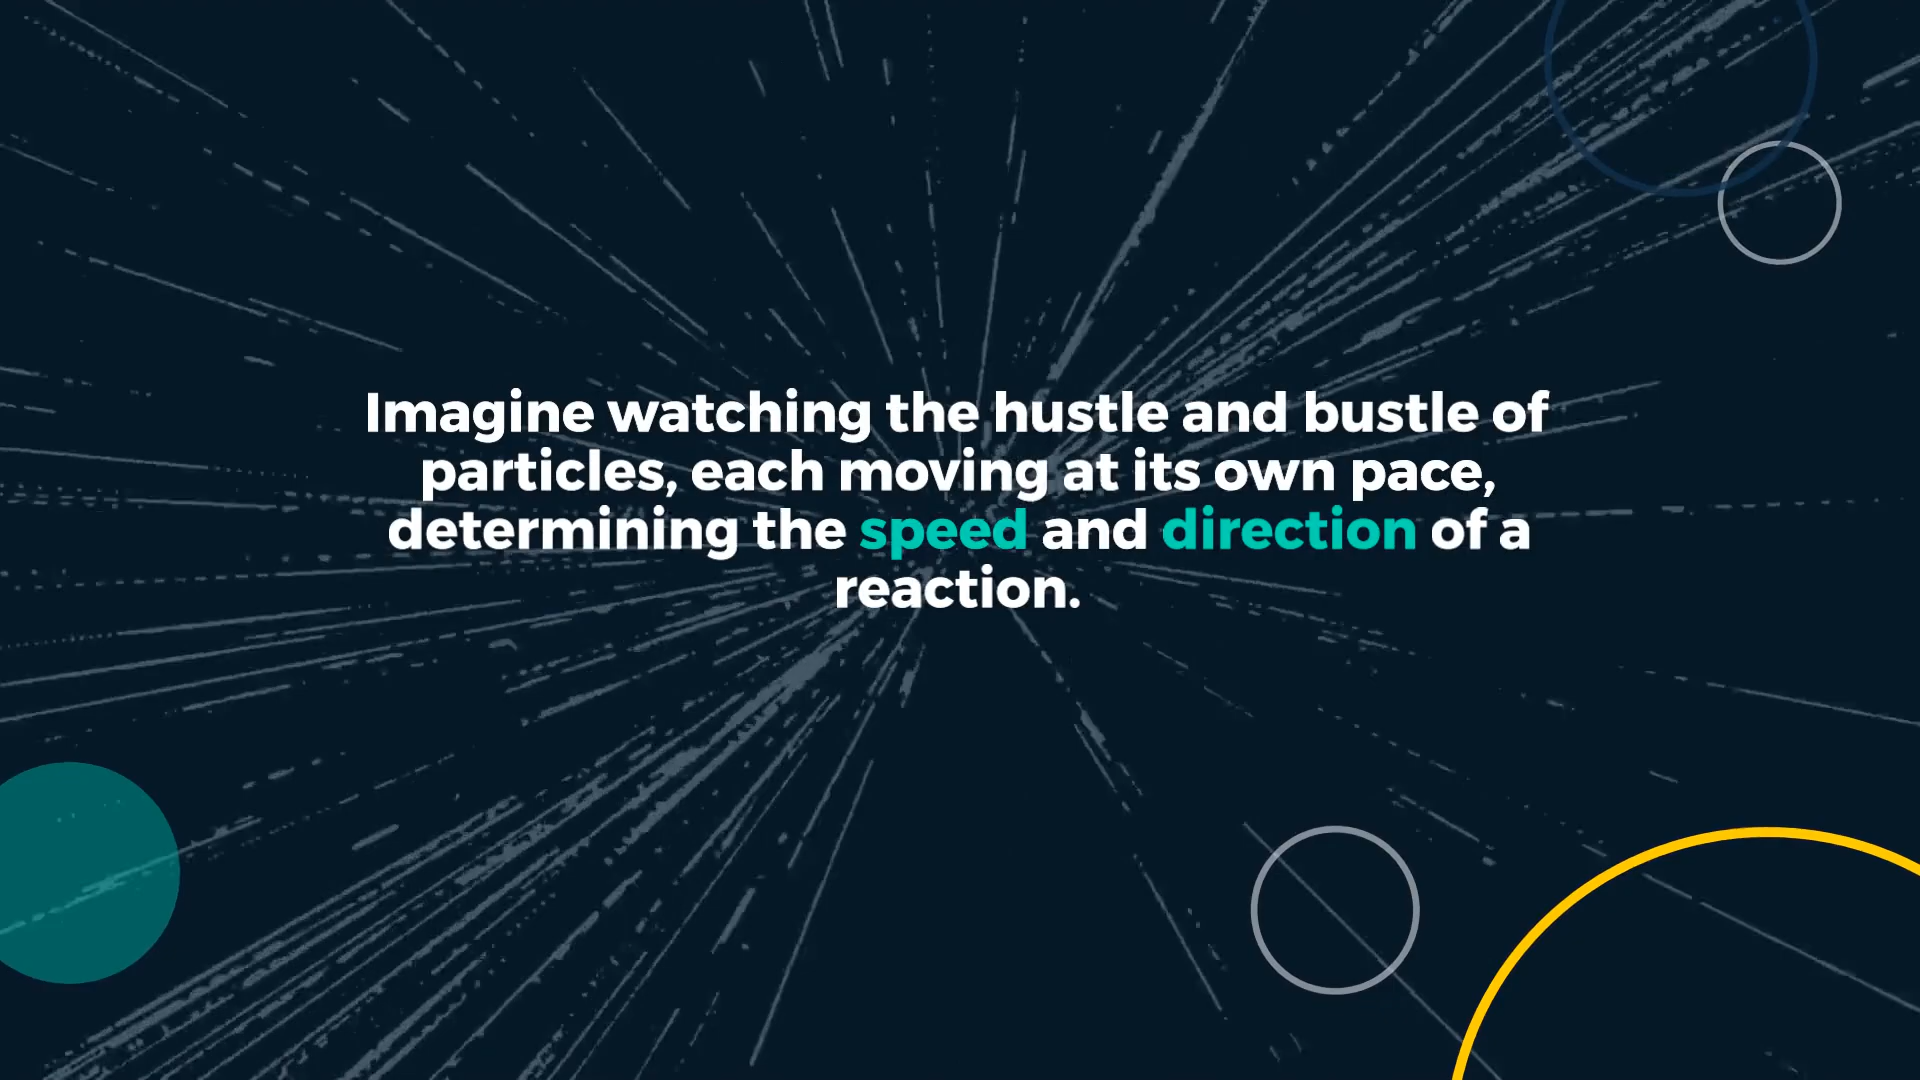 Imagine watching the hustle and bustle of
particles, each moving at its own pace,
determining the speed and direction of a
reaction.